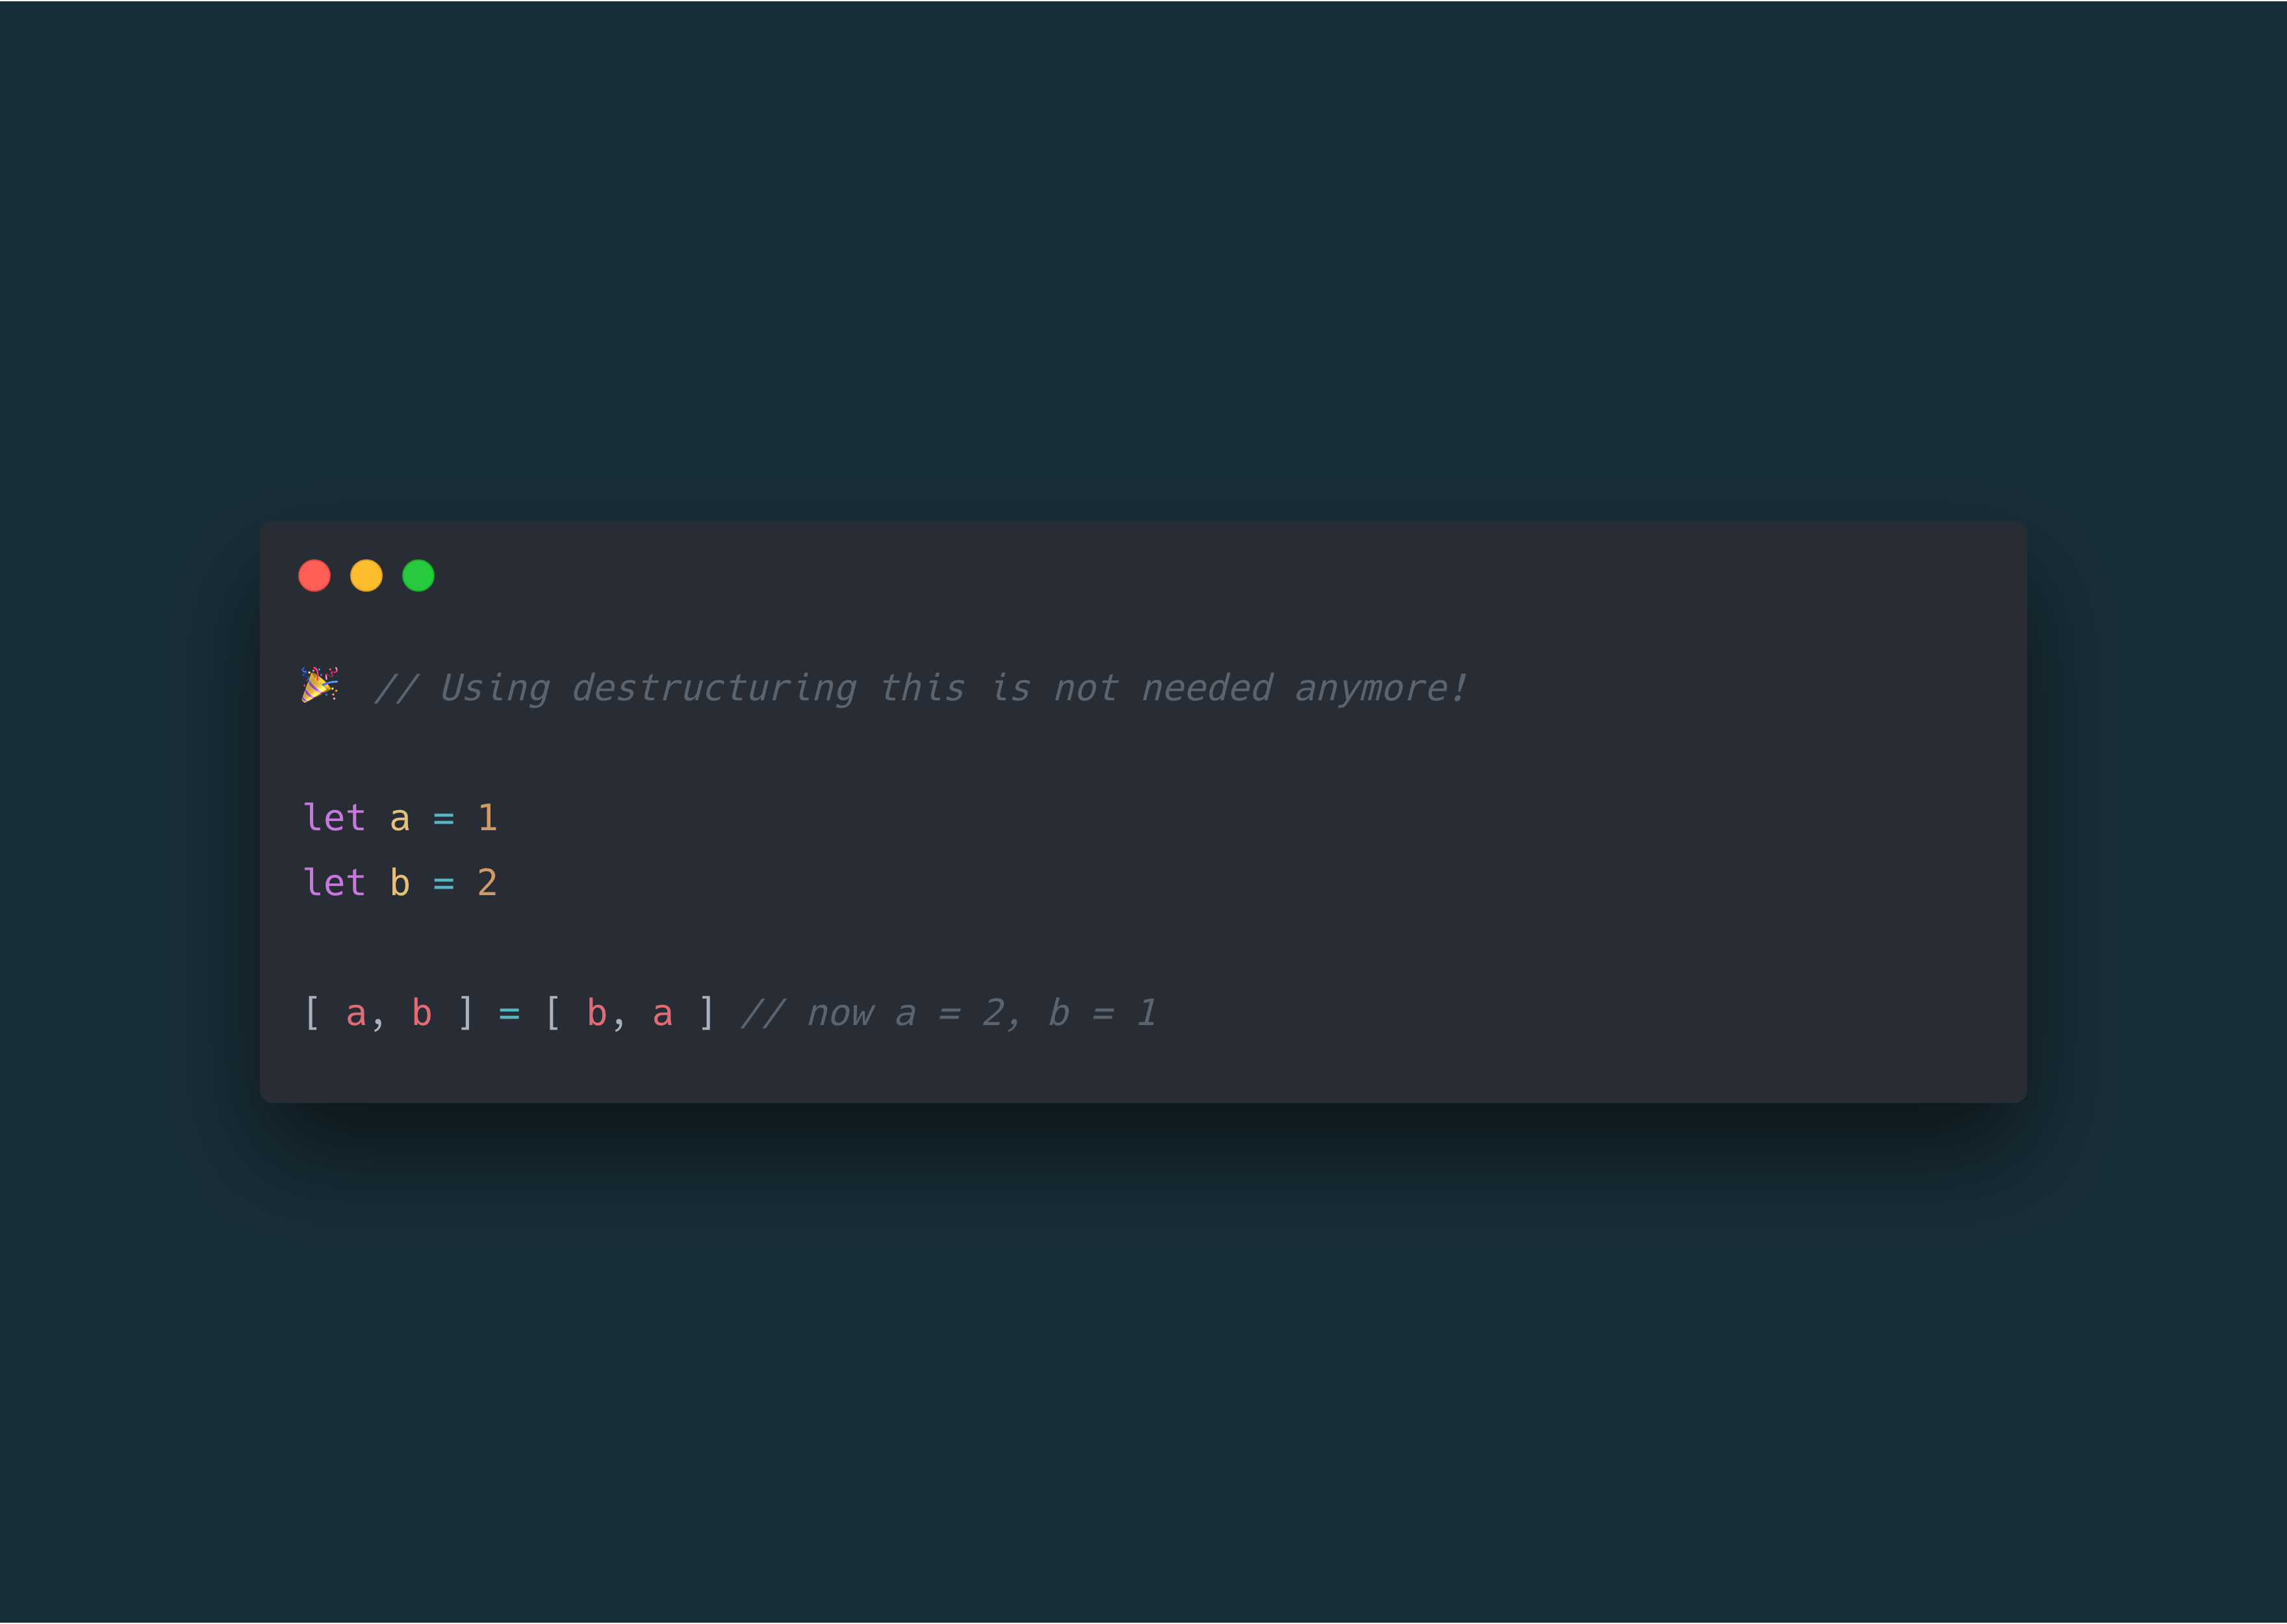 🎉 // Using destructuring this is not needed anymore!
let a = 1
let b = 2
[ a, b ] = [ b, a ] // now a = 2, b = 1